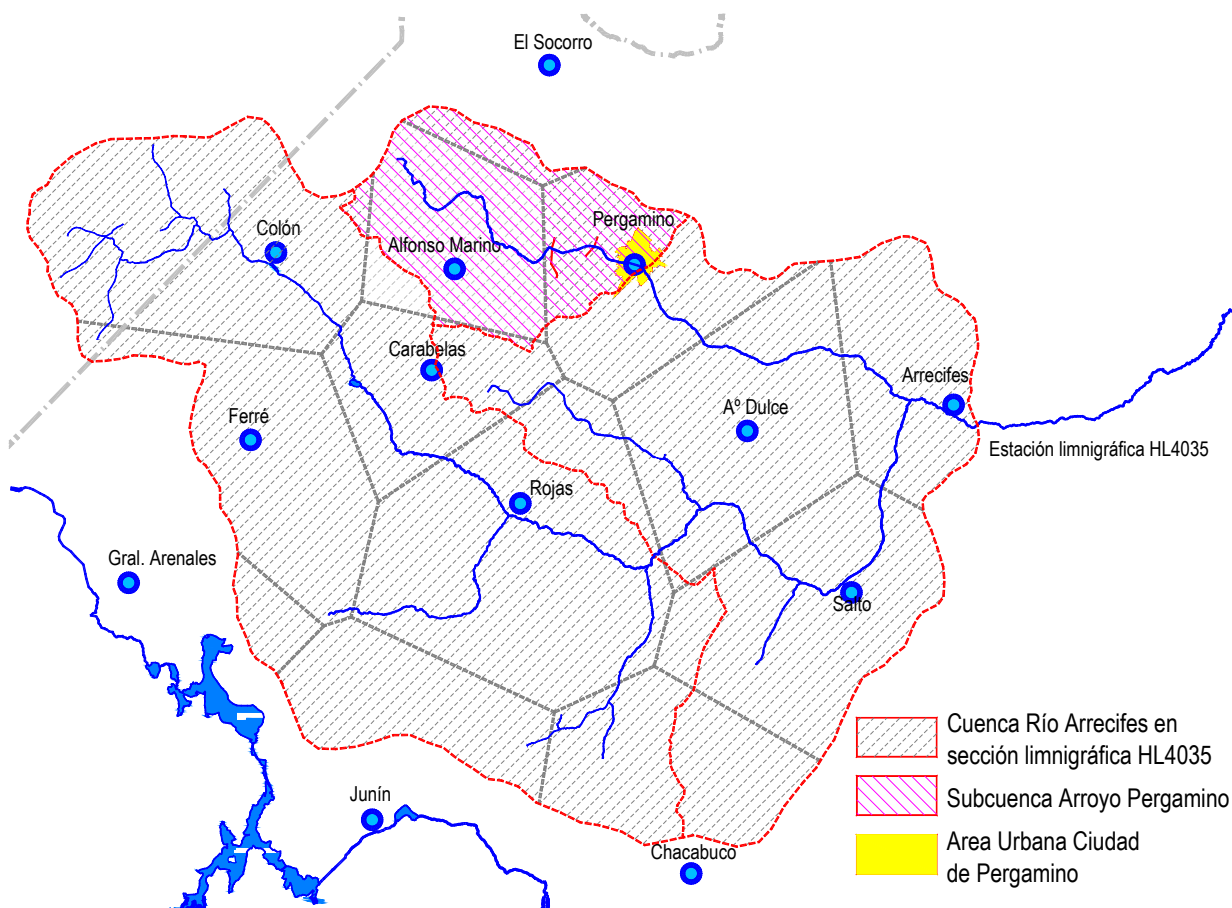 El Socorro
Pergamino
Colón
Alfonso Marino
Carabelas
Arrecifes
Ferré
Aº Dulce
Estación limnigráfica HL4035
Rojas
Gral. Arenales
Salto
Junín
Chacabuco
Cuenca Río Arrecifes en
sección limnigráfica HL4035
Subcuenca Arroyo Pergamino
Area Urbana Ciudad
de Pergamino